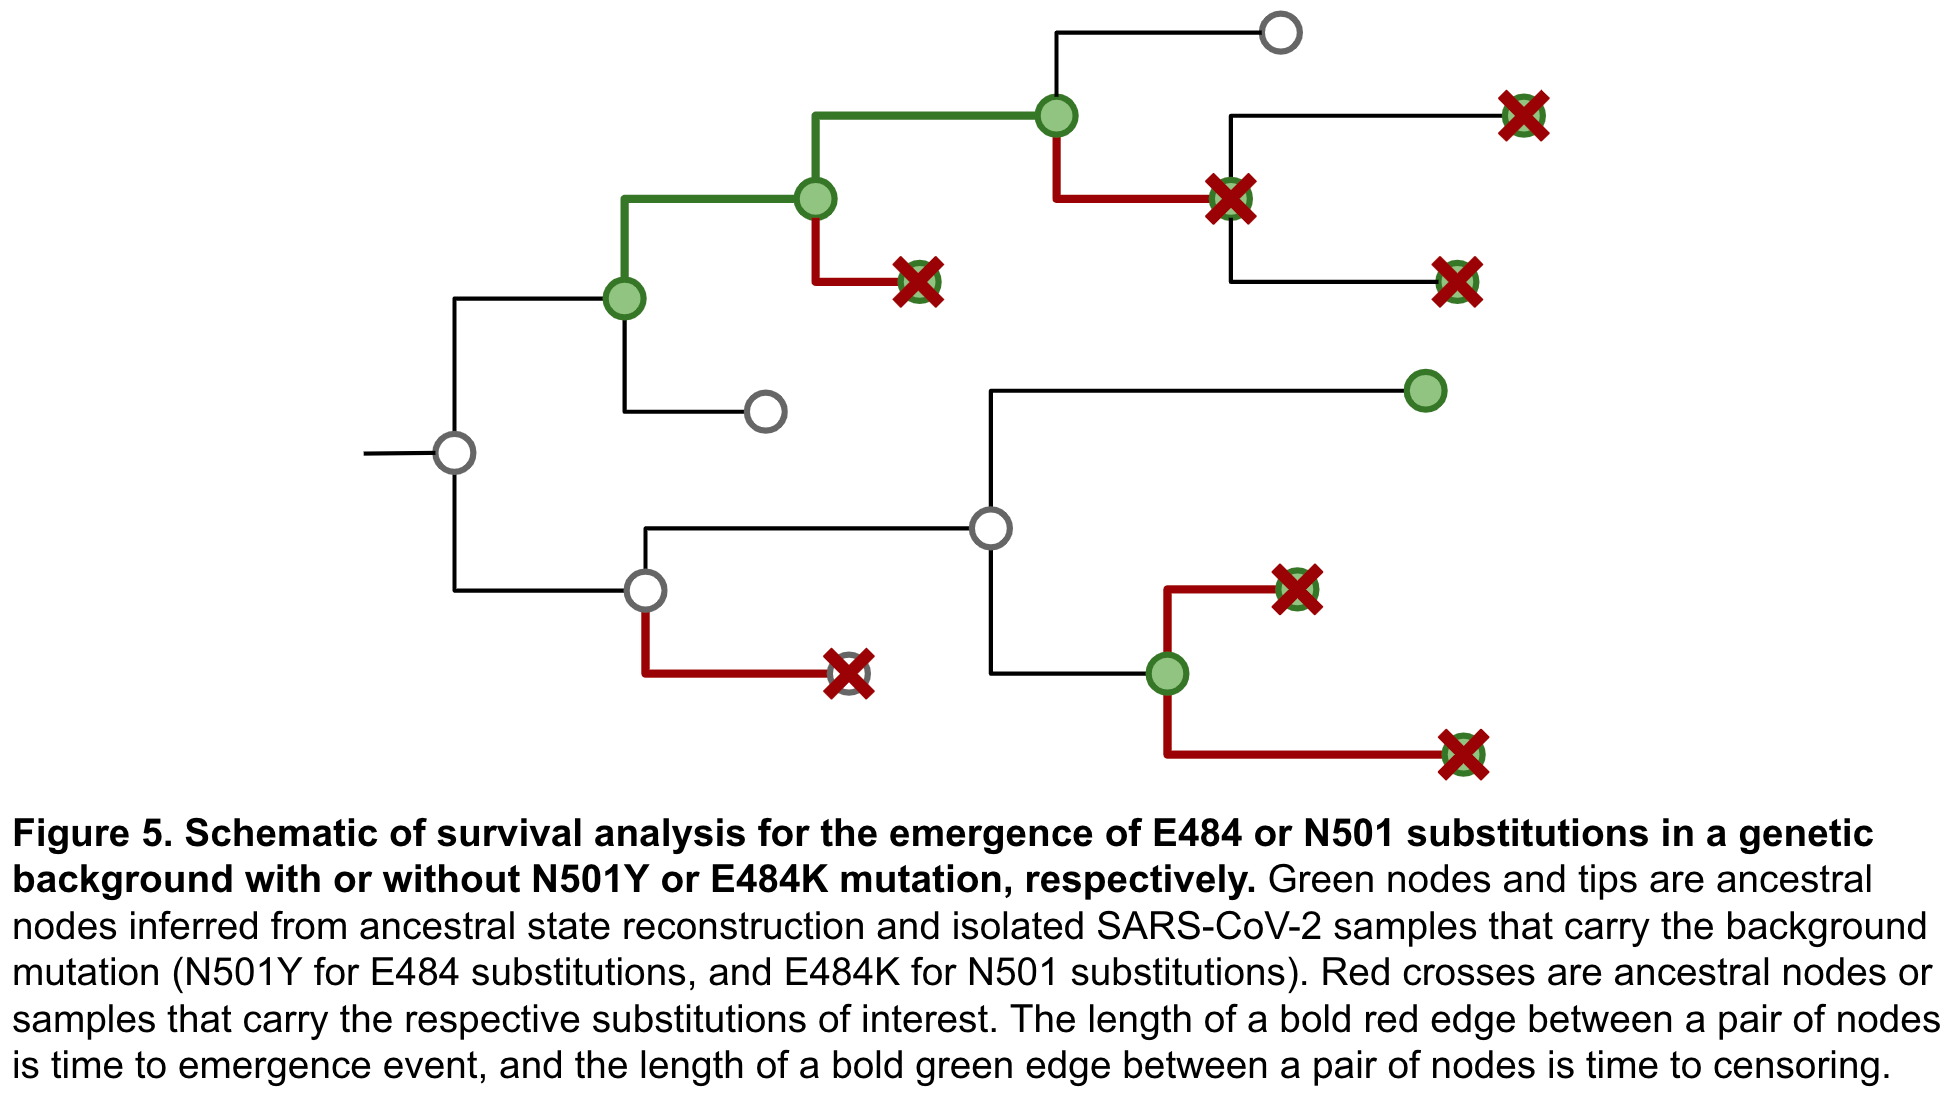 Figure 5. Schematic of survival analysis for the emergence of E484 or N501 substitutions in a genetic
background with or without N501Y or E484K mutation, respectively. Green nodes and tips are ancestral
nodes inferred from ancestral state reconstruction and isolated SARS-CoV-2 samples that carry the background
mutation (N501Y for E484 substitutions, and E484K for N501 substitutions). Red crosses are ancestral nodes or
samples that carry the respective substitutions of interest. The length of a bold red edge between a pair of nodes
is time to emergence event, and the length of a bold green edge between a pair of nodes is time to censoring.